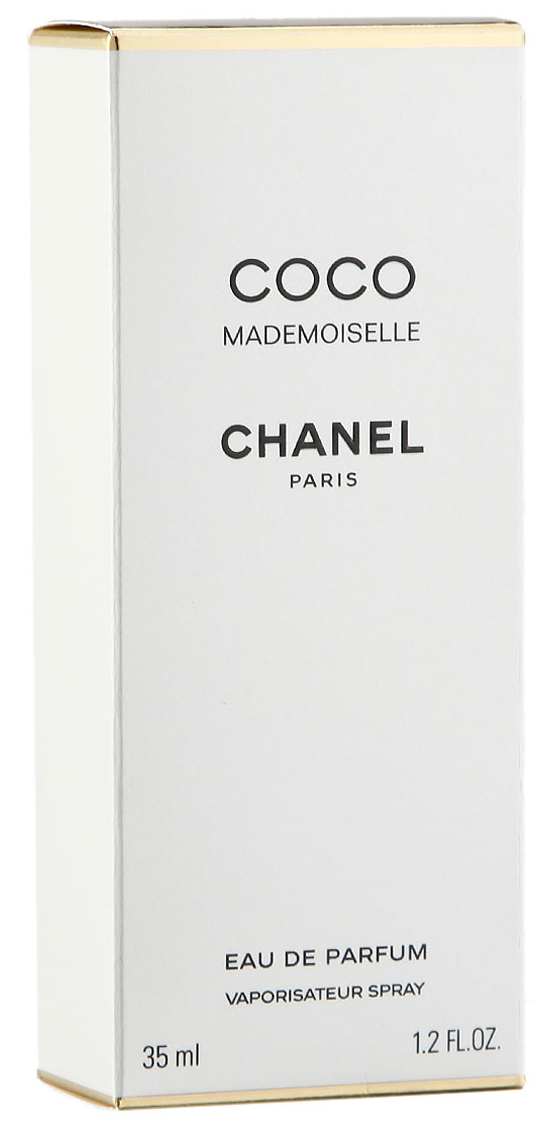 COCO
MADEMOISELLE
CHANEL
PARIS
EAU DE PARFUM
VAPORISATEUR SPRAY
35 ml 1.2 FL.OZ.